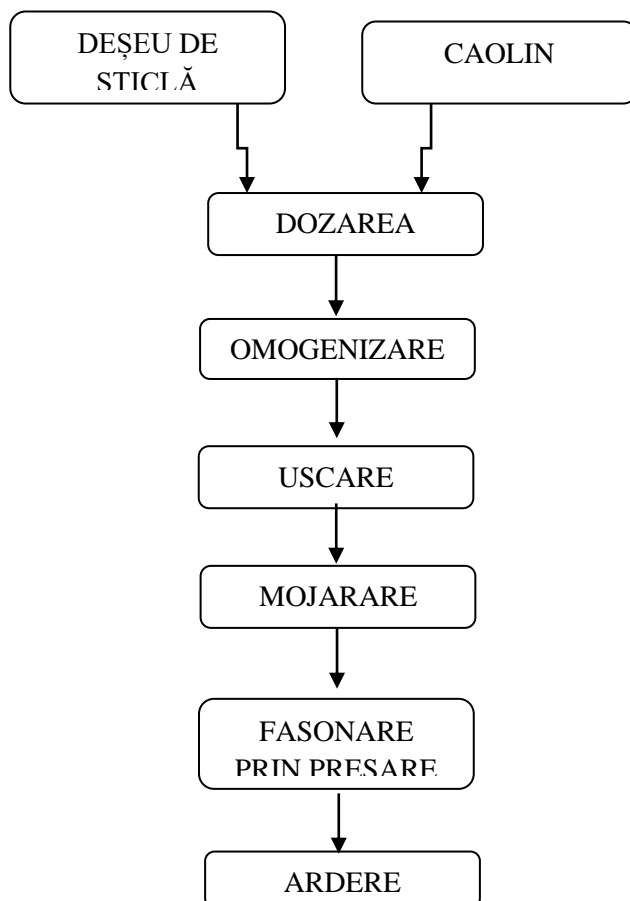 DEȘEU DE
STICLĂ
CAOLIN
DOZAREA
OMOGENIZARE
USCARE
MOJARARE
FASONARE
PRIN PRESARE
ARDERE